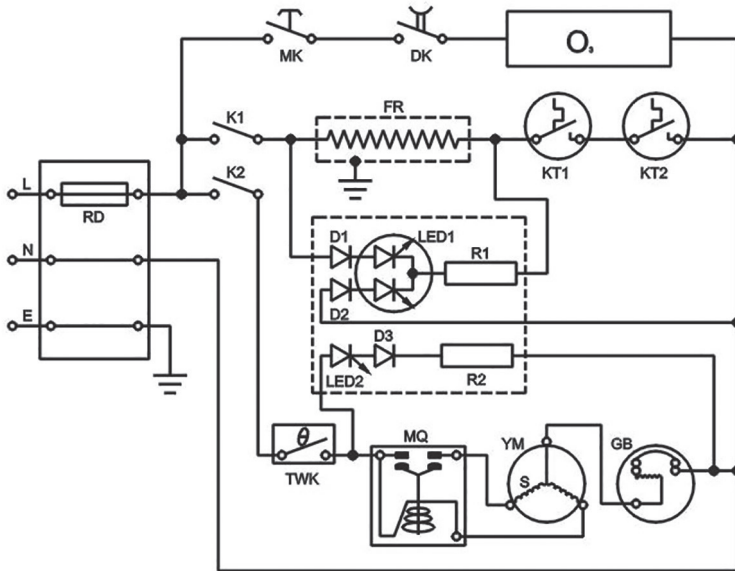 MK
DK
O₃
K1
FR
KT1
KT2
K2
L
RD
N
E
D1
LED1
R1
D2
D3
LED2
R2
θ
TWK
MQ
YM
S
GB